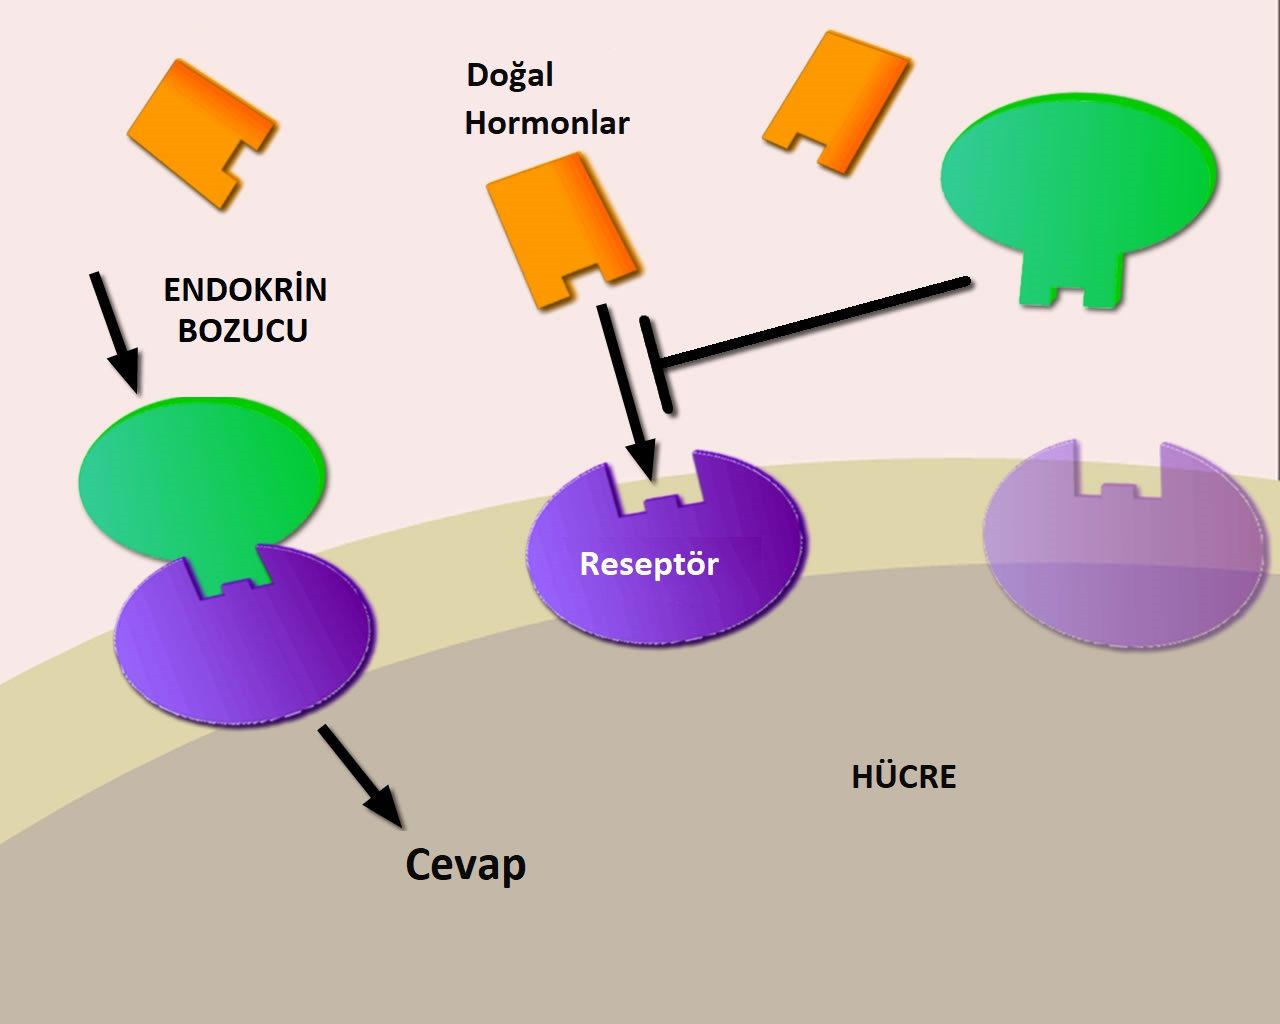 Doğal
Hormonlar
ENDOKRİN
BOZUCU
Reseptör
HÜCRE
Cevap